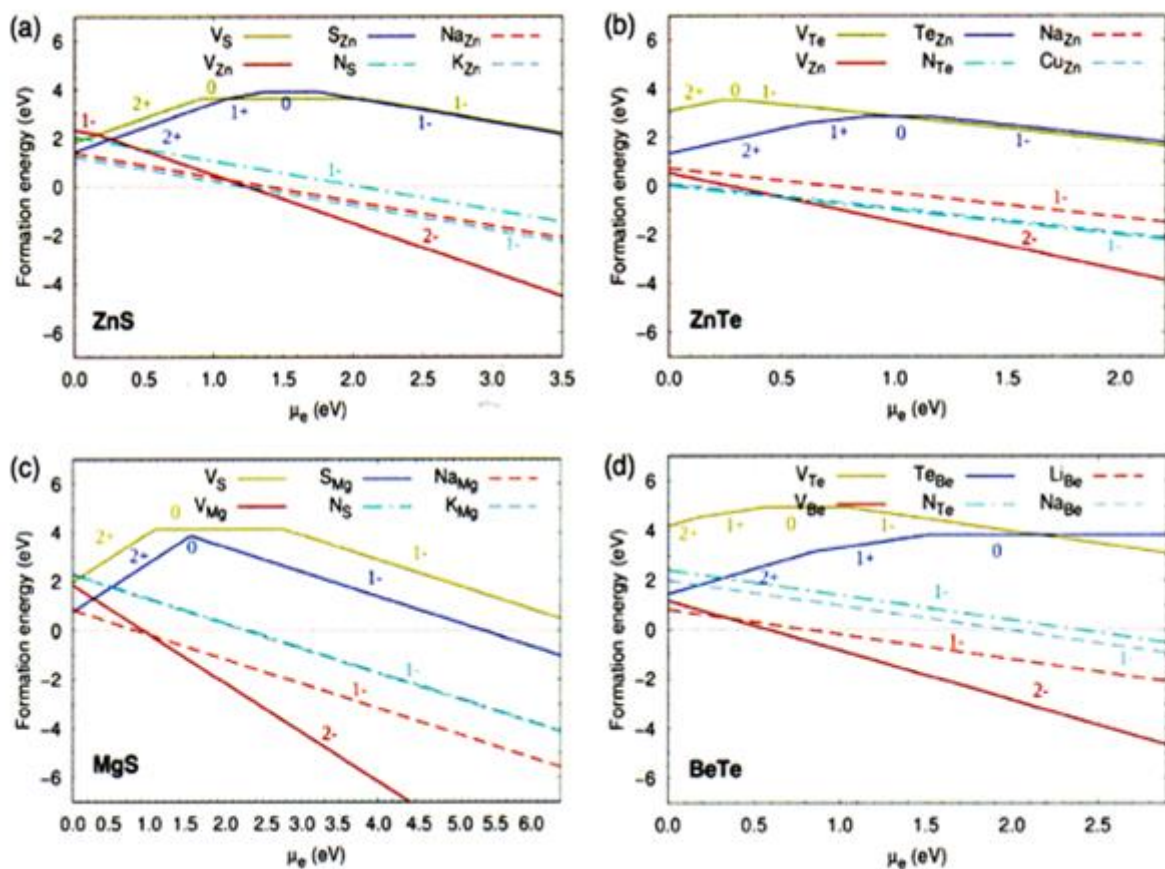 (a)
V_S S_Zn Na_Zn
V_Zn N_S K_Zn
6
4
2
0
−2
−4
−6
Formation energy (eV)
1-
2+
0
1+
0
1-
2+
1-
2-
1-
ZnS
0.0 0.5 1.0 1.5 2.0 2.5 3.0 3.5
μ_e (eV)
(b)
V_Te Te_Zn Na_Zn
V_Zn N_Te Cu_Zn
6
4
2
0
−2
−4
−6
Formation energy (eV)
2+
0
1-
2+
1+
0
1-
1-
1-
2-
ZnTe
0.0 0.5 1.0 1.5 2.0
μ_e (eV)
(c)
V_S S_Mg Na_Mg
V_Mg N_S K_Mg
6
4
2
0
−2
−4
−6
Formation energy (eV)
2+
0
2+
0
1-
1-
1-
1-
2-
MgS
0.0 0.5 1.0 1.5 2.5 3.0 3.5 4.0 4.5 5.0 5.5 6.0
μ_e (eV)
(d)
V_Te Te_Be Li_Be
V_Be N_Te Na_Be
6
4
2
0
−2
−4
−6
Formation energy (eV)
2+
1+
0
1-
2+
1+
0
1-
1-
1-
2-
BeTe
0.0 0.5 1.0 1.5 2.0 2.5
μ_e (eV)